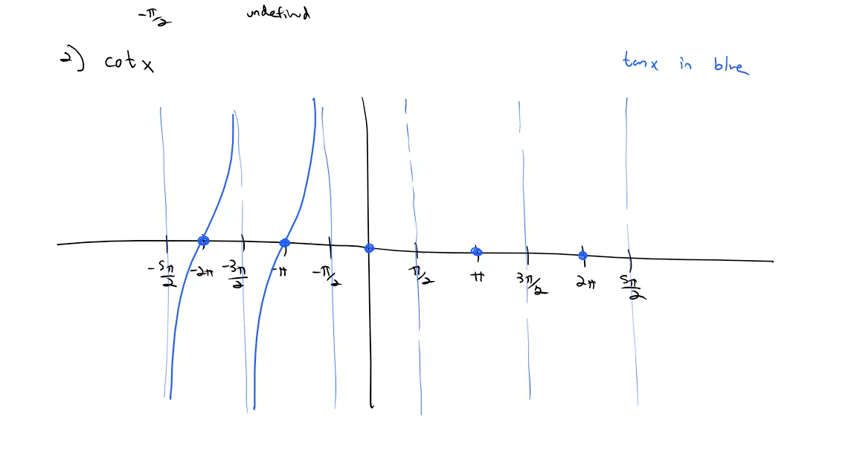 -π/2 undefined
2) cot x
tan x in blue
-5π/2 -2π -3π/2 -π -π/2 π/2 π 3π/2 2π 5π/2